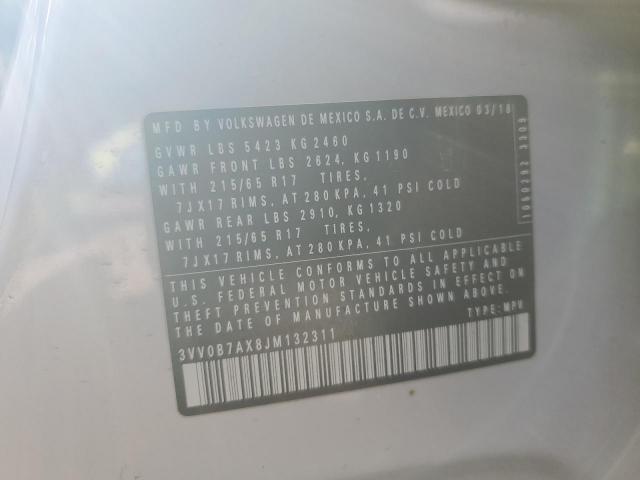 MFD BY VOLKSWAGEN DE MEXICO S.A. DE C.V. MEXICO 03/18
GVWR LBS 5423 KG 2460
GAWR FRONT LBS 2624, KG 1190
WITH 215/65 R17 TIRES,
7JX17 RIMS, AT 280 KPA, 41 PSI COLD
GAWR REAR LBS 2910, KG 1320
WITH 215/65 R17 TIRES,
7JX17 RIMS, AT 280 KPA, 41 PSI COLD
THIS VEHICLE CONFORMS TO ALL APPLICABLE
U.S. FEDERAL MOTOR VEHICLE SAFETY AND
THEFT PREVENTION STANDARDS IN EFFECT ON
THE DATE OF MANUFACTURE SHOWN ABOVE.
3VV0B7AX8JM132311
TYPE: MPV
1060292 3309